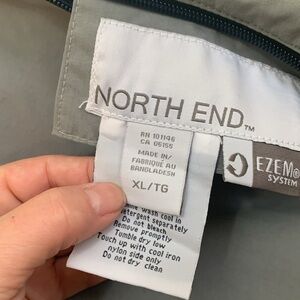 NORTH END™
RN 101146
CA 06155
MADE IN/
FABRIQUÉ AU
BANGLADESH
XL/TG
EZEM®
SYSTEM
wash cool in
detergent separately
Do not bleach
Remove promptly
Tumble dry low
Touch up with cool iron
nylon side only
Do not dry clean